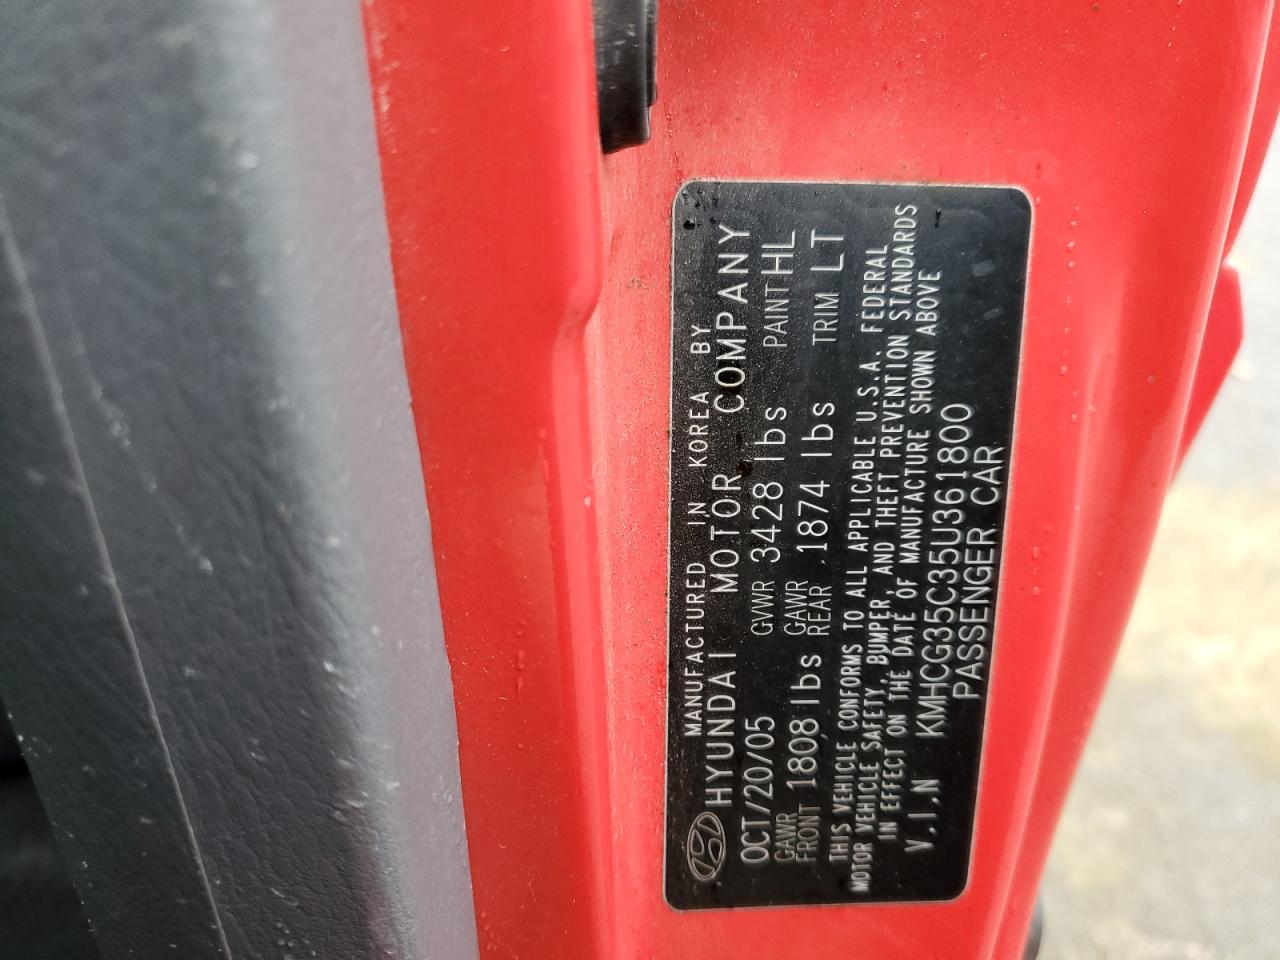 MANUFACTURED IN KOREA BY
HYUNDAI MOTOR COMPANY
OCT/20/05 GVWR 3428 lbs PAINT HL
GAWR FRONT 1808 lbs GAWR REAR 1874 lbs TRIM LT
THIS VEHICLE CONFORMS TO ALL APPLICABLE U.S.A. FEDERAL
MOTOR VEHICLE SAFETY, BUMPER, AND THEFT PREVENTION STANDARDS
IN EFFECT ON THE DATE OF MANUFACTURE SHOWN ABOVE
V.I.N KMHCG35C35U361800
PASSENGER CAR